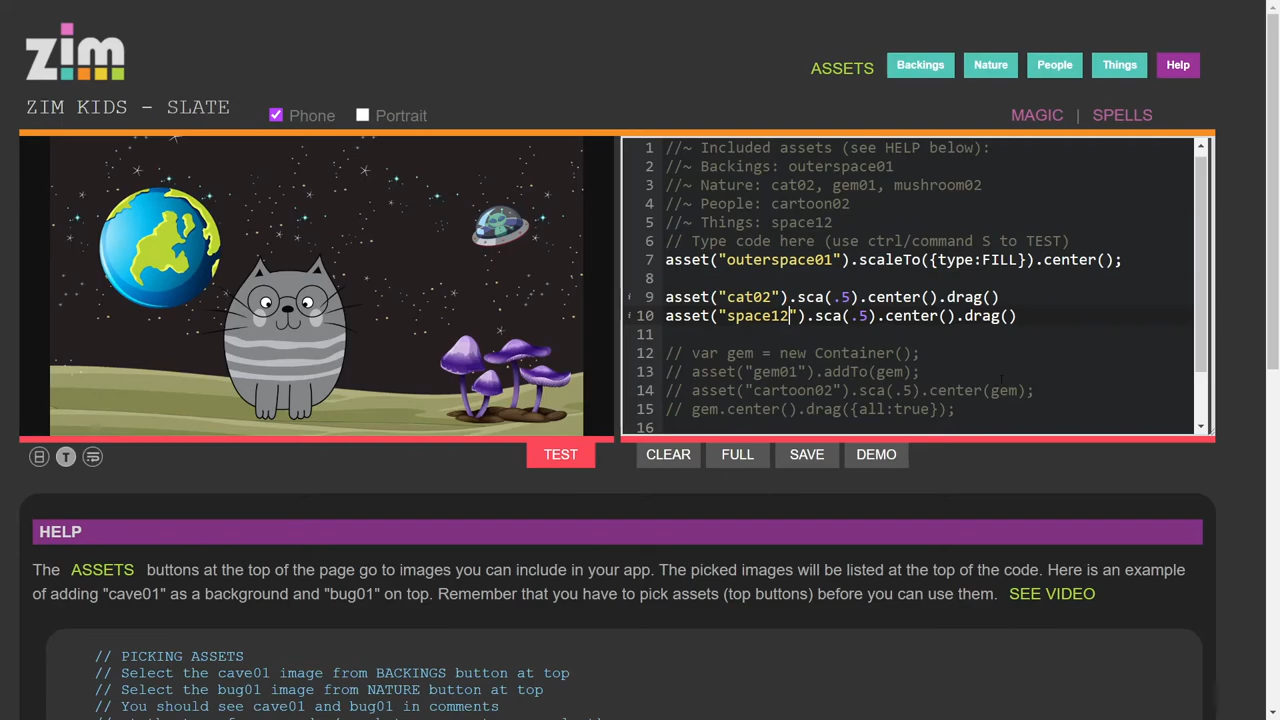 zim
ASSETS Backings Nature People Things Help
ZIM KIDS - SLATE Phone Portrait MAGIC | SPELLS
1 //~ Included assets (see HELP below):
2 //~ Backings: outerspace01
3 //~ Nature: cat02, gem01, mushroom02
4 //~ People: cartoon02
5 //~ Things: space12
6 // Type code here (use ctrl/command S to TEST)
7 asset("outerspace01").scaleTo({type:FILL}).center();
8
9 asset("cat02").sca(.5).center().drag()
10 asset("space12").sca(.5).center().drag()
11
12 // var gem = new Container();
13 // asset("gem01").addTo(gem);
14 // asset("cartoon02").sca(.5).center(gem);
15 // gem.center().drag({all:true});
16
T TEST CLEAR FULL SAVE DEMO
HELP
The ASSETS buttons at the top of the page go to images you can include in your app. The picked images will be listed at the top of the code. Here is an example
of adding "cave01" as a background and "bug01" on top. Remember that you have to pick assets (top buttons) before you can use them. SEE VIDEO
// PICKING ASSETS
// Select the cave01 image from BACKINGS button at top
// Select the bug01 image from NATURE button at top
// You should see cave01 and bug01 in comments